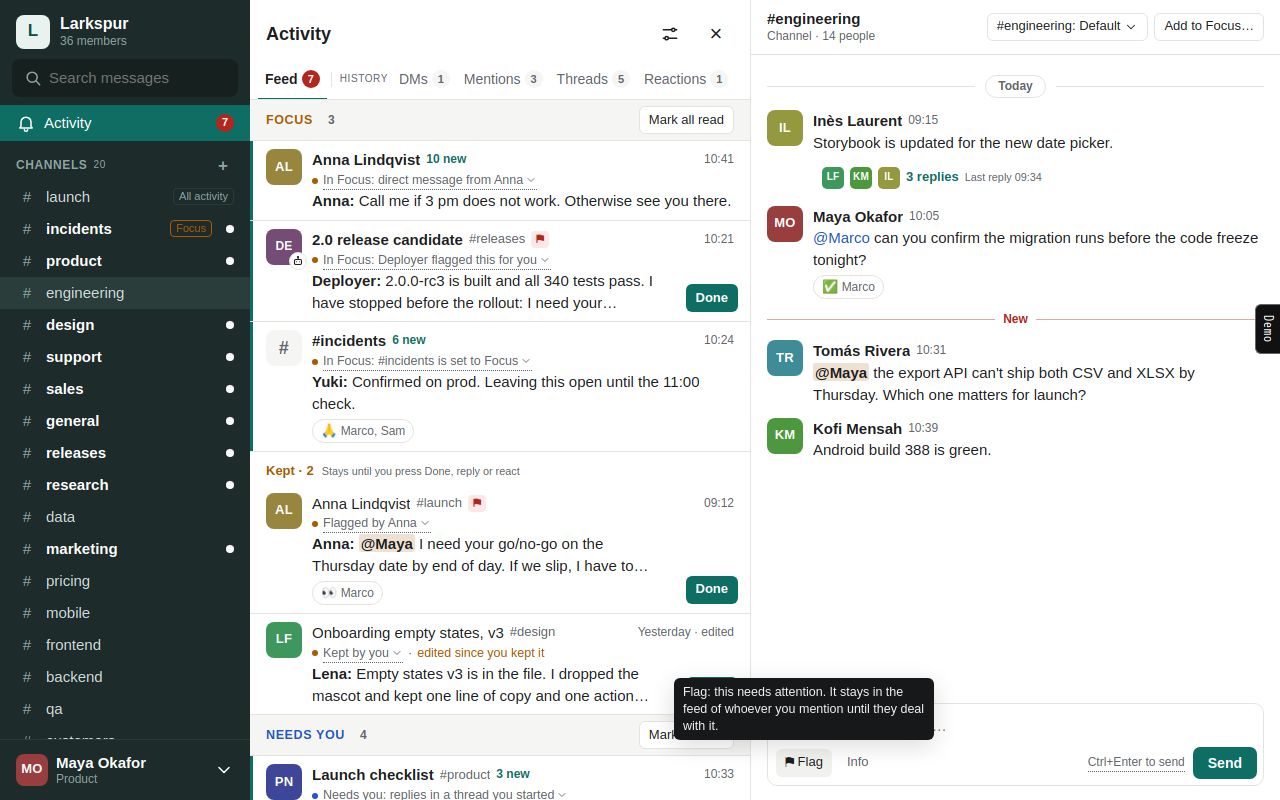 L
Larkspur
36 members
Search messages
Activity 7
CHANNELS 20 +
# launch All activity
# incidents Focus
# product
# engineering
# design
# support
# sales
# general
# releases
# research
# data
# marketing
# pricing
# mobile
# frontend
# backend
# qa
# customers
MO
Maya Okafor
Product
Activity
Feed 7 HISTORY DMs 1 Mentions 3 Threads 5 Reactions 1
FOCUS 3 Mark all read
AL
Anna Lindqvist 10 new 10:41
In Focus: direct message from Anna
Anna: Call me if 3 pm does not work. Otherwise see you there.
DE
2.0 release candidate #releases 10:21
In Focus: Deployer flagged this for you
Deployer: 2.0.0-rc3 is built and all 340 tests pass. I
have stopped before the rollout: I need your…
Done
#
#incidents 6 new 10:24
In Focus: #incidents is set to Focus
Yuki: Confirmed on prod. Leaving this open until the 11:00
check.
🙏 Marco, Sam
Kept · 2 Stays until you press Done, reply or react
AL
Anna Lindqvist #launch 09:12
Flagged by Anna
Anna: @Maya I need your go/no-go on the
Thursday date by end of day. If we slip, I have to…
👀 Marco
Done
LF
Onboarding empty states, v3 #design Yesterday · edited
Kept by you · edited since you kept it
Lena: Empty states v3 is in the file. I dropped the
mascot and kept one line of copy and one action…
NEEDS YOU 4 Mark
PN
Launch checklist #product 3 new 10:33
Needs you: replies in a thread you started
#engineering
Channel · 14 people
#engineering: Default
Add to Focus…
Today
IL
Inès Laurent 09:15
Storybook is updated for the new date picker.
LF KM IL 3 replies Last reply 09:34
MO
Maya Okafor 10:05
@Marco can you confirm the migration runs before the code freeze
tonight?
✅ Marco
New
TR
Tomás Rivera 10:31
@Maya the export API can't ship both CSV and XLSX by
Thursday. Which one matters for launch?
KM
Kofi Mensah 10:39
Android build 388 is green.
Demo
Flag: this needs attention. It stays in the
feed of whoever you mention until they deal
with it.
…
Flag Info Ctrl+Enter to send Send